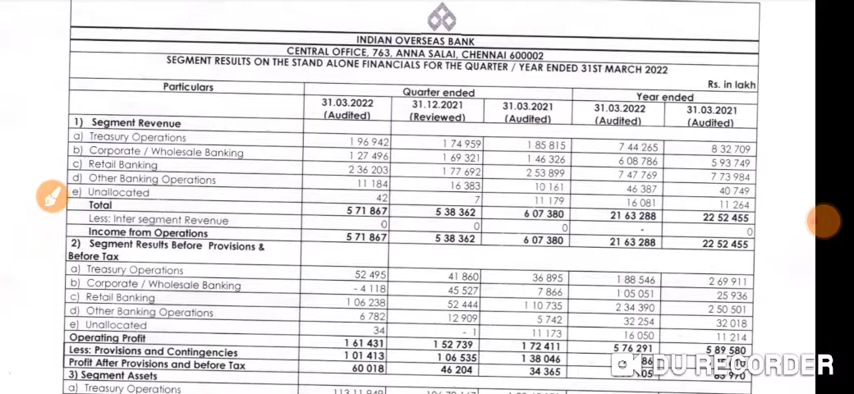 INDIAN OVERSEAS BANK
CENTRAL OFFICE, 763, ANNA SALAI, CHENNAI 600002
SEGMENT RESULTS ON THE STAND ALONE FINANCIALS FOR THE QUARTER / YEAR ENDED 31ST MARCH 2022
Rs. in lakh
Particulars Quarter ended Year ended
31.03.2022 31.12.2021 31.03.2021 31.03.2022 31.03.2021
(Audited) (Reviewed) (Audited) (Audited) (Audited)
1) Segment Revenue
a) Treasury Operations 1 96 942 1 74 959 1 85 815 7 44 265 8 32 709
b) Corporate / Wholesale Banking 1 27 496 1 69 321 1 46 326 6 08 786 5 93 749
c) Retail Banking 2 36 203 1 77 692 2 53 899 7 47 769 7 73 984
d) Other Banking Operations 11 184 16 383 10 161 46 387 40 749
e) Unallocated 42 7 11 179 16 081 11 264
Total 5 71 867 5 38 362 6 07 380 21 63 288 22 52 455
Less: Inter segment Revenue 0 0 0 - 0
Income from Operations 5 71 867 5 38 362 6 07 380 21 63 288 22 52 455
2) Segment Results Before Provisions &
Before Tax
a) Treasury Operations 52 495 41 860 36 895 1 88 546 2 69 911
b) Corporate / Wholesale Banking - 4 118 45 527 7 866 1 05 051 25 936
c) Retail Banking 1 06 238 52 444 1 10 735 2 34 390 2 50 501
d) Other Banking Operations 6 782 12 909 5 742 32 254 32 018
e) Unallocated 34 - 1 11 173 16 050 11 214
Operating Profit 1 61 431 1 52 739 1 72 411 5 76 291 5 89 580
Less: Provisions and Contingencies 1 01 413 1 06 535 1 38 046
Profit After Provisions and before Tax 60 018 46 204 34 365
3) Segment Assets
a) Treasury Operations
DU RECORDER